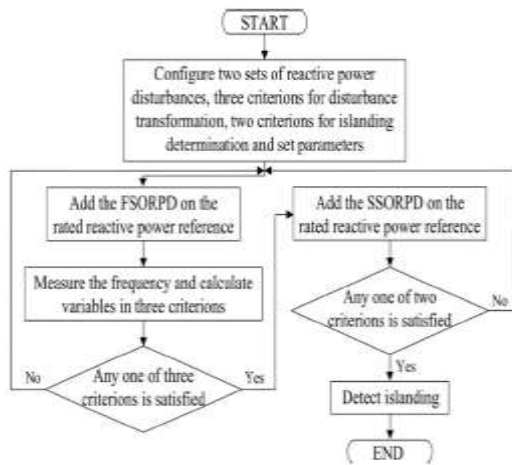 START
Configure two sets of reactive power
disturbances, three criterions for disturbance
transformation, two criterions for islanding
determination and set parameters
Add the FSORPD on the
rated reactive power reference
Measure the frequency and calculate
variables in three criterions
No
Any one of three
criterions is satisfied
Yes
Add the SSORPD on the
rated reactive power reference
Any one of two
criterions is satisfied
No
Yes
Detect islanding
END